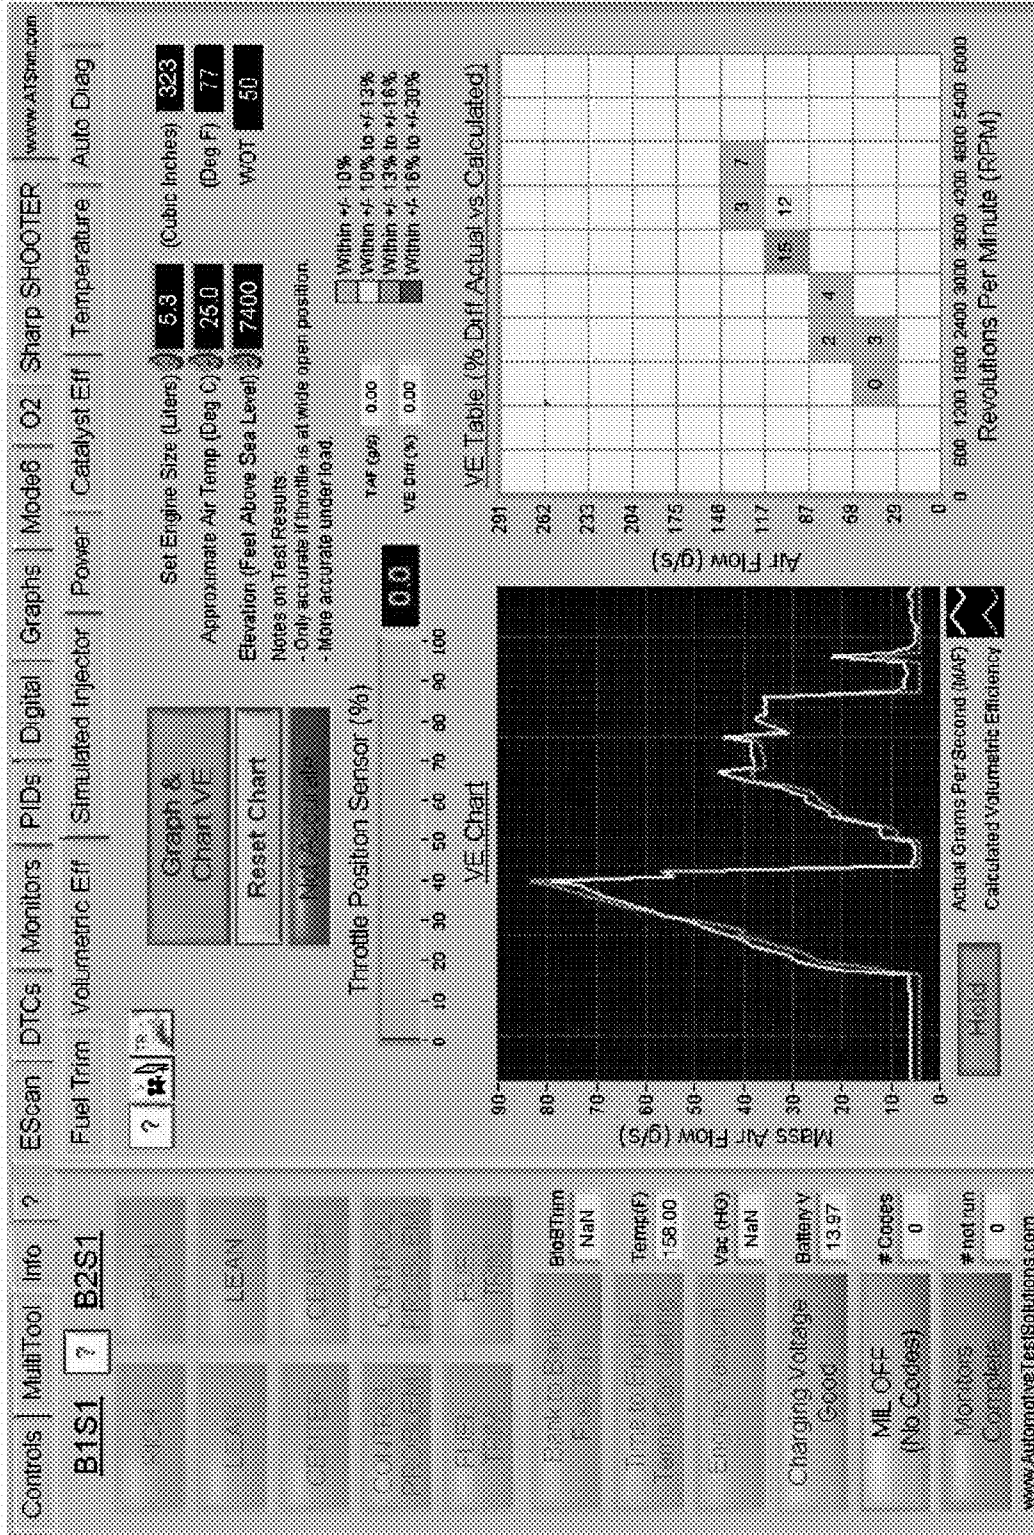 Controls MultiTool Info ? EScan DTCs Monitors PIDs Digital Graphs Mode6 O2 Sharp SHOOTER www.ATSnm.com
B1S1 ? B2S1
Fuel Trim Volumetric Eff Simulated Injector Power Catalyst Eff Temperature Auto Diag
LEAN
BloBTrim
NaN
Temp(F)
158.00
Vac (HG)
NaN
Charging Voltage
Good
Battery v
13.97
MIL OFF
(No Codes)
# Codes
0
Monitors
Complete
# not run
0
www.AutomotiveTestSolutions.com
?
Graph &
Chart VE
Reset Chart
Not Accurate
Set Engine Size (Liters) 5.3 (Cubic Inches) 323
Approximate Air Temp (Deg C) 25.0 (Deg F) 77
Elevation (Feet Above Sea Level) 7400 WOT 50
Notes on Test Results:
- Only accurate if throttle is at wide open position.
- More accurate under load
Within +/- 10%
Within +/- 10% to +/-13%
Within +/- 13% to +/-16%
Within +/-16% to +/-30%
Throttle Position Sensor (%)
0 10 20 30 40 50 60 70 80 90 100
0.0
TAF (g/s) 0.00
VE Diff (%) 0.00
VE Chart
Mass Air Flow (g/s)
90
80
70
60
50
40
30
20
10
0
Hold
Actual Grams Per Second (MAF)
Calculated Volumetric Efficiency
VE Table (% Diff Actual vs Calculated)
Air Flow (g/s)
291
262
233
204
175
146
3 7
117
15 12
87
2 4
68
0 3
29
0
0 600 1200 1800 2400 3000 3600 4200 4800 5400 6000
Revolutions Per Minute (RPM)